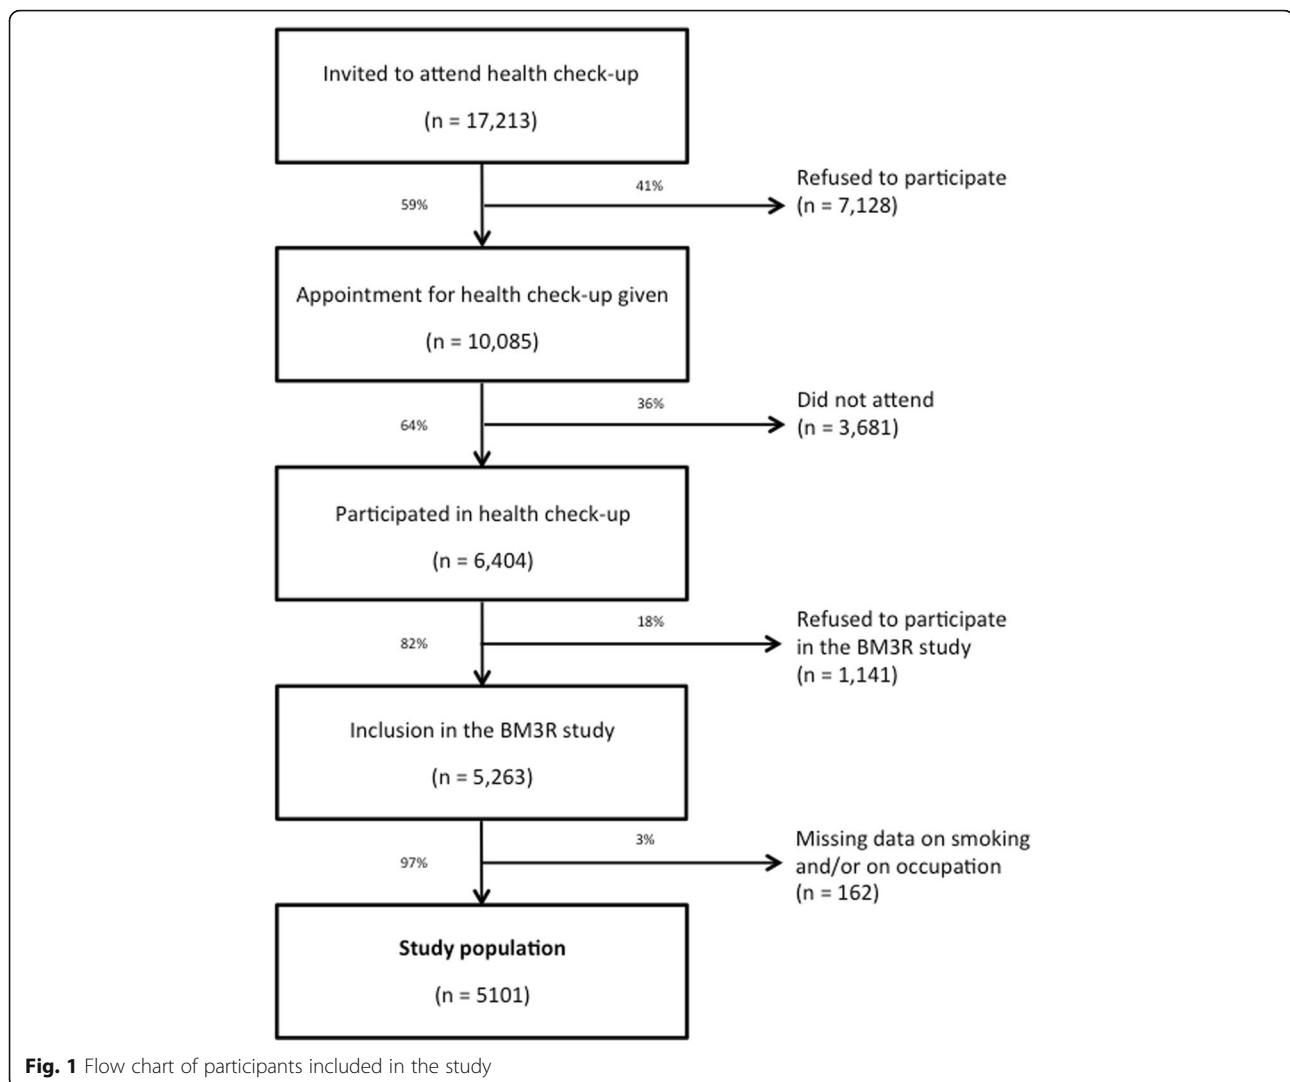 Invited to attend health check-up
(n = 17,213)
41%
Refused to participate
(n = 7,128)
59%
Appointment for health check-up given
(n = 10,085)
36%
Did not attend
(n = 3,681)
64%
Participated in health check-up
(n = 6,404)
18%
Refused to participate
in the BM3R study
(n = 1,141)
82%
Inclusion in the BM3R study
(n = 5,263)
3%
Missing data on smoking
and/or on occupation
(n = 162)
97%
Study population
(n = 5101)
Fig. 1 Flow chart of participants included in the study